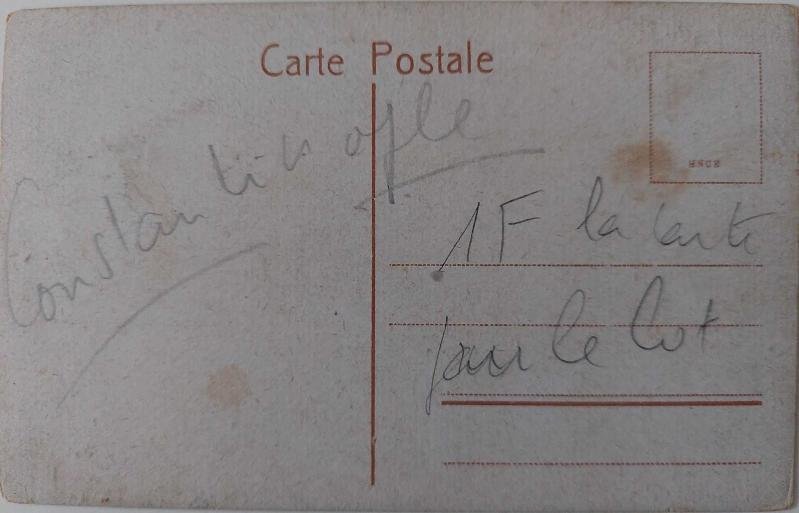 Carte Postale
Constantinople
1F la carte
pour le lot